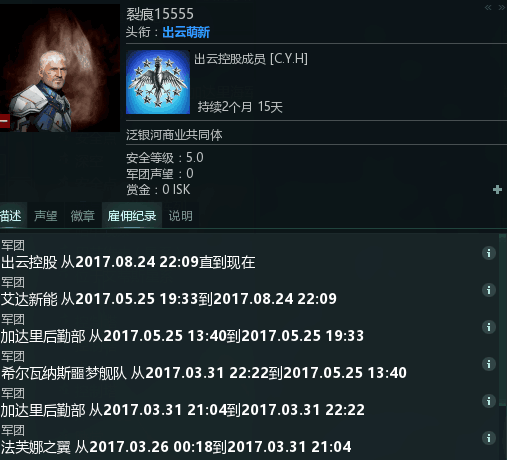 裂痕15555
头衔：出云萌新
出云控股成员 [C.Y.H]
持续2个月 15天
泛银河商业共同体
安全等级：5.0
军团声望：0
赏金：0 ISK
描述 声望 徽章 雇佣纪录 说明
军团
出云控股 从2017.08.24 22:09直到现在
军团
艾达新能 从2017.05.25 19:33到2017.08.24 22:09
军团
加达里后勤部 从2017.05.25 13:40到2017.05.25 19:33
军团
希尔瓦纳斯噩梦舰队 从2017.03.31 22:22到2017.05.25 13:40
军团
加达里后勤部 从2017.03.31 21:04到2017.03.31 22:22
军团
法芙娜之翼 从2017.03.26 00:18到2017.03.31 21:04